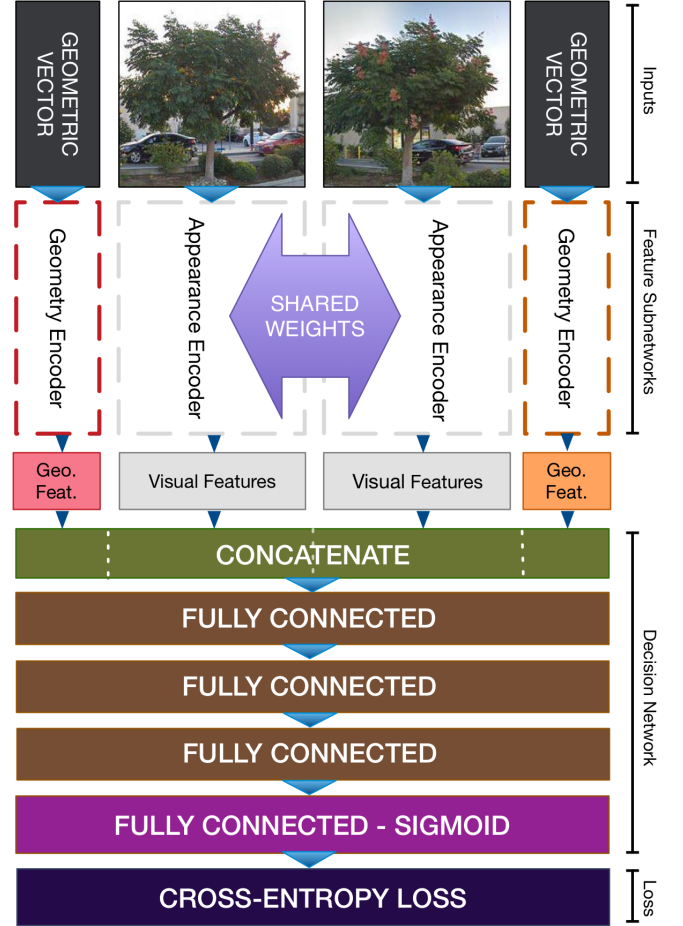 GEOMETRIC
VECTOR
GEOMETRIC
VECTOR
Inputs
Geometry Encoder
Appearance Encoder
SHARED
WEIGHTS
Appearance Encoder
Geometry Encoder
Feature Subnetworks
Geo.
Feat.
Visual Features
Visual Features
Geo.
Feat.
CONCATENATE
FULLY CONNECTED
FULLY CONNECTED
FULLY CONNECTED
FULLY CONNECTED - SIGMOID
Decision Network
CROSS-ENTROPY LOSS
Loss